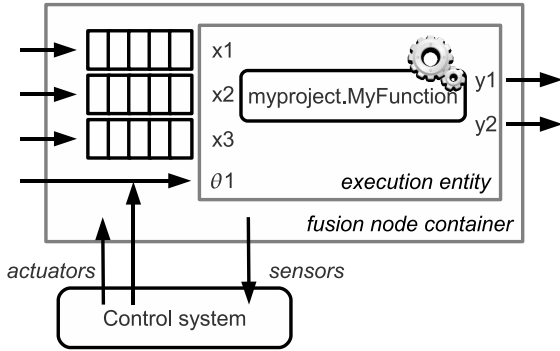 x1
x2
x3
θ1
myproject.MyFunction
y1
y2
execution entity
fusion node container
actuators
sensors
Control system